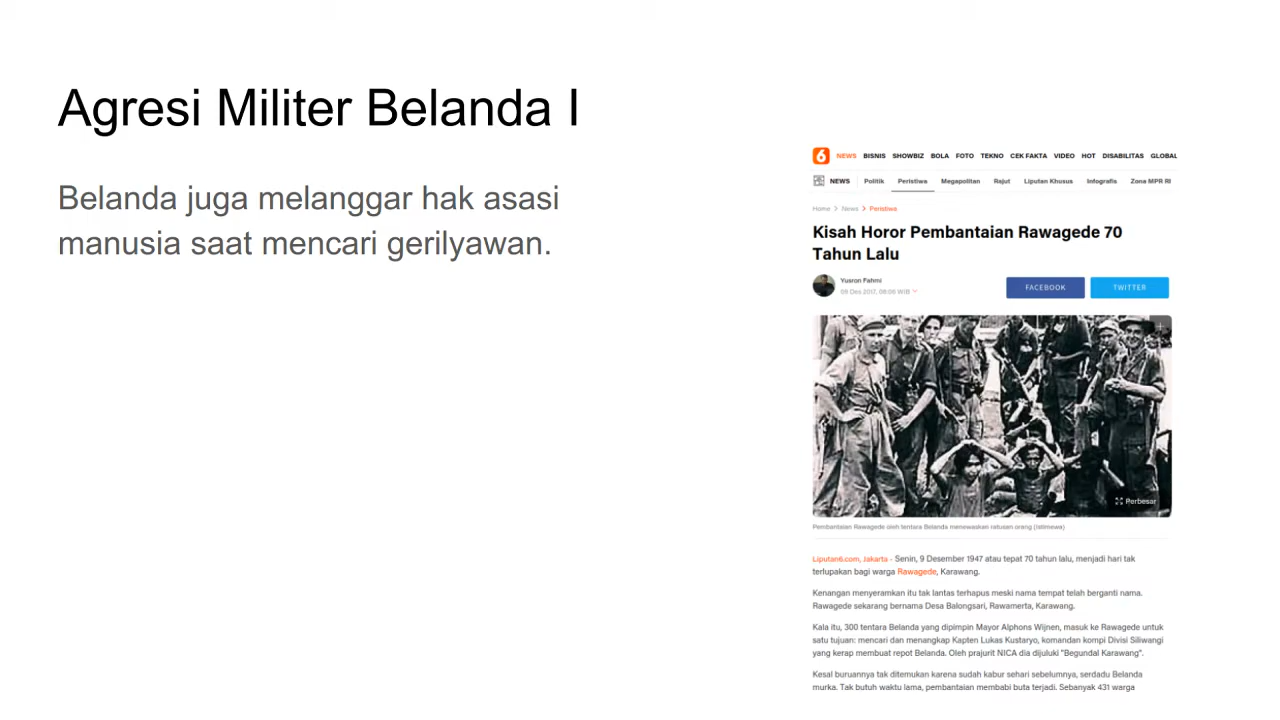 Agresi Militer Belanda I
Belanda juga melanggar hak asasi
manusia saat mencari gerilyawan.
6 NEWS BISNIS SHOWBIZ BOLA FOTO TEKNO CEK FAKTA VIDEO HOT DISABILITAS GLOBAL
NEWS Politik Peristiwa Megapolitan Rajut Liputan Khusus Infografis Zona MPR RI
Home > News > Peristiwa
Kisah Horor Pembantaian Rawagede 70
Tahun Lalu
Yusron Fahmi
09 Des 2017, 08:05 WIB
FACEBOOK TWITTER
Perbesar
Pembantaian Rawagede oleh tentara Belanda menewaskan ratusan orang (Istimewa)
Liputan6.com, Jakarta - Senin, 9 Desember 1947 atau tepat 70 tahun lalu, menjadi hari tak
terlupakan bagi warga Rawagede, Karawang.
Kenangan menyeramkan itu tak lantas terhapus meski nama tempat telah berganti nama.
Rawagede sekarang bernama Desa Balongsari, Rawamerta, Karawang.
Kala itu, 300 tentara Belanda yang dipimpin Mayor Alphons Wijnen, masuk ke Rawagede untuk
satu tujuan: mencari dan menangkap Kapten Lukas Kustaryo, komandan kompi Divisi Siliwangi
yang kerap membuat repot Belanda. Oleh prajurit NICA dia dijuluki "Begundal Karawang".
Kesal buruannya tak ditemukan karena sudah kabur sehari sebelumnya, serdadu Belanda
murka. Tak butuh waktu lama, pembantaian membabi buta terjadi. Sebanyak 431 warga